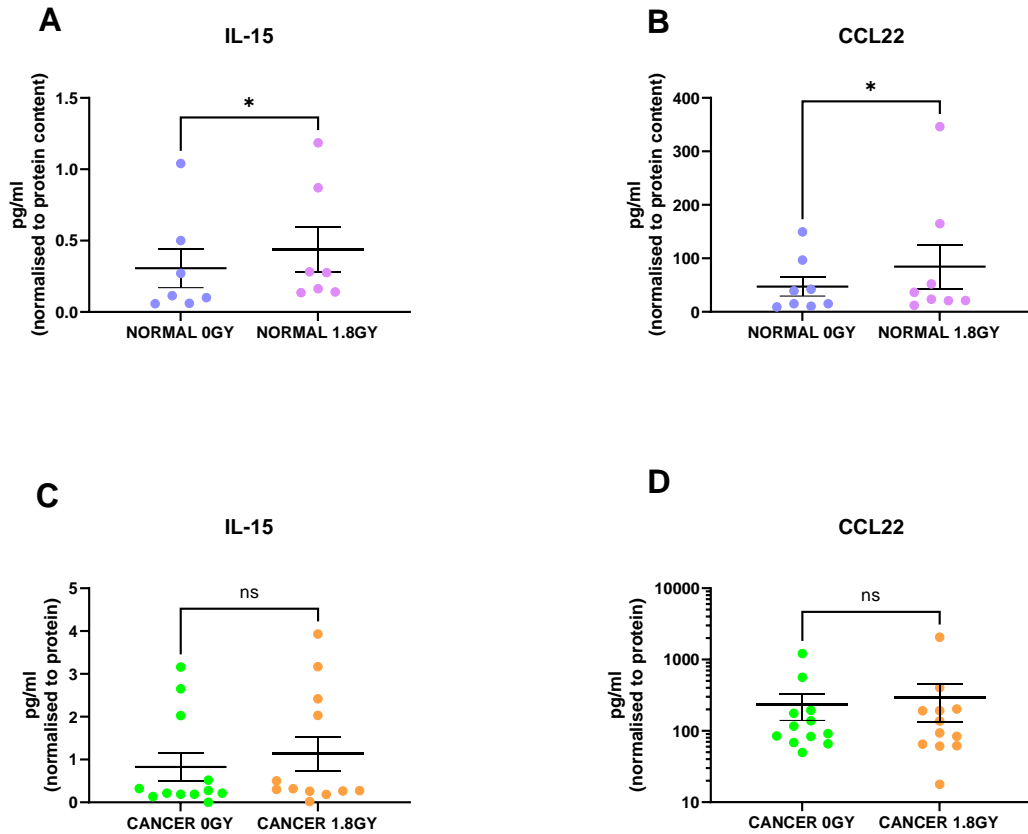 A
IL-15
pg/ml
(normalised to protein content)
1.5
1.0
0.5
0.0
*
NORMAL 0GY
NORMAL 1.8GY
B
CCL22
pg/ml
(normalised to protein content)
400
300
200
100
0
*
NORMAL 0GY
NORMAL 1.8GY
C
IL-15
pg/ml
(normalised to protein)
5
4
3
2
1
0
ns
CANCER 0GY
CANCER 1.8GY
D
CCL22
pg/ml
(normalised to protein)
10000
1000
100
10
ns
CANCER 0GY
CANCER 1.8GY